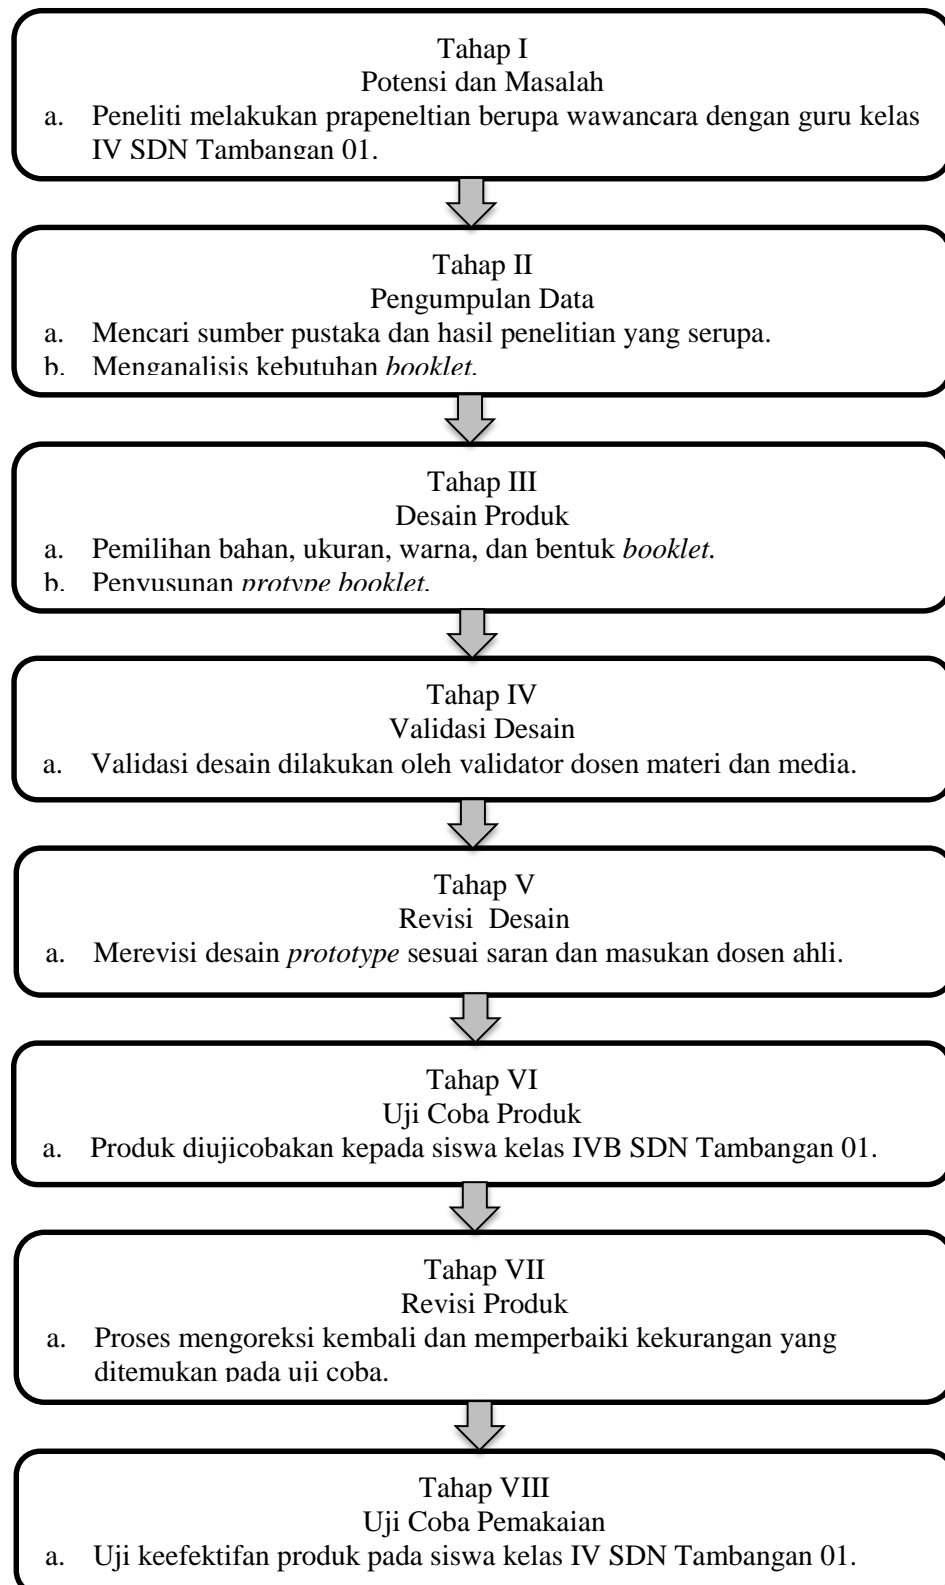 Tahap I
Potensi dan Masalah
a. Peneliti melakukan prapeneltian berupa wawancara dengan guru kelas
IV SDN Tambangan 01.
Tahap II
Pengumpulan Data
a. Mencari sumber pustaka dan hasil penelitian yang serupa.
b. Menganalisis kebutuhan booklet.
Tahap III
Desain Produk
a. Pemilihan bahan, ukuran, warna, dan bentuk booklet.
b. Penyusunan protype booklet.
Tahap IV
Validasi Desain
a. Validasi desain dilakukan oleh validator dosen materi dan media.
Tahap V
Revisi Desain
a. Merevisi desain prototype sesuai saran dan masukan dosen ahli.
Tahap VI
Uji Coba Produk
a. Produk diujicobakan kepada siswa kelas IVB SDN Tambangan 01.
Tahap VII
Revisi Produk
a. Proses mengoreksi kembali dan memperbaiki kekurangan yang
ditemukan pada uji coba.
Tahap VIII
Uji Coba Pemakaian
a. Uji keefektifan produk pada siswa kelas IV SDN Tambangan 01.